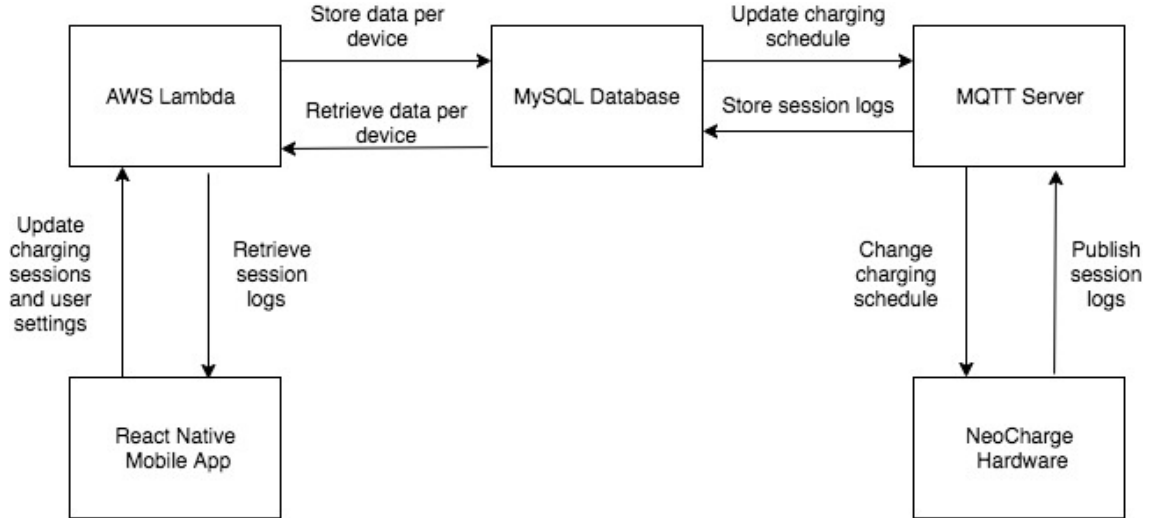 Store data per
device
Update charging
schedule
AWS Lambda
MySQL Database
MQTT Server
Retrieve data per
device
Store session logs
Update
charging
sessions
and user
settings
Retrieve
session
logs
Change
charging
schedule
Publish
session
logs
React Native
Mobile App
NeoCharge
Hardware